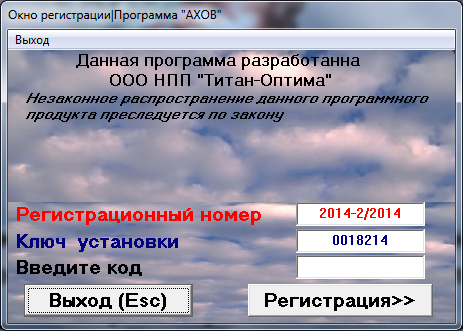 Окно регистрации|Программа "АХОВ"
Выход
Данная программа разработанна
ООО НПП "Титан-Оптима"
Незаконное распространение данного программного
продукта преследуется по закону
Регистрационный номер 2014-2/2014
Ключ установки 0018214
Введите код
Выход (Esc) Регистрация>>